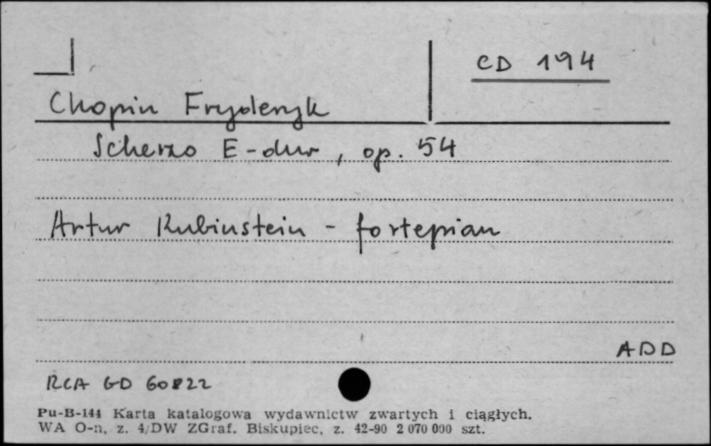 CD 194
Chopin Fryderyk
Scherzo E-dur, op. 54
Artur Rubinstein - fortepian
ADD
RCA GD 60822
Pu-B-144 Karta katalogowa wydawnictw zwartych i ciągłych.
WA O-n, z. 4/DW ZGraf. Biskupiec, z. 42-90 2 070 000 szt.